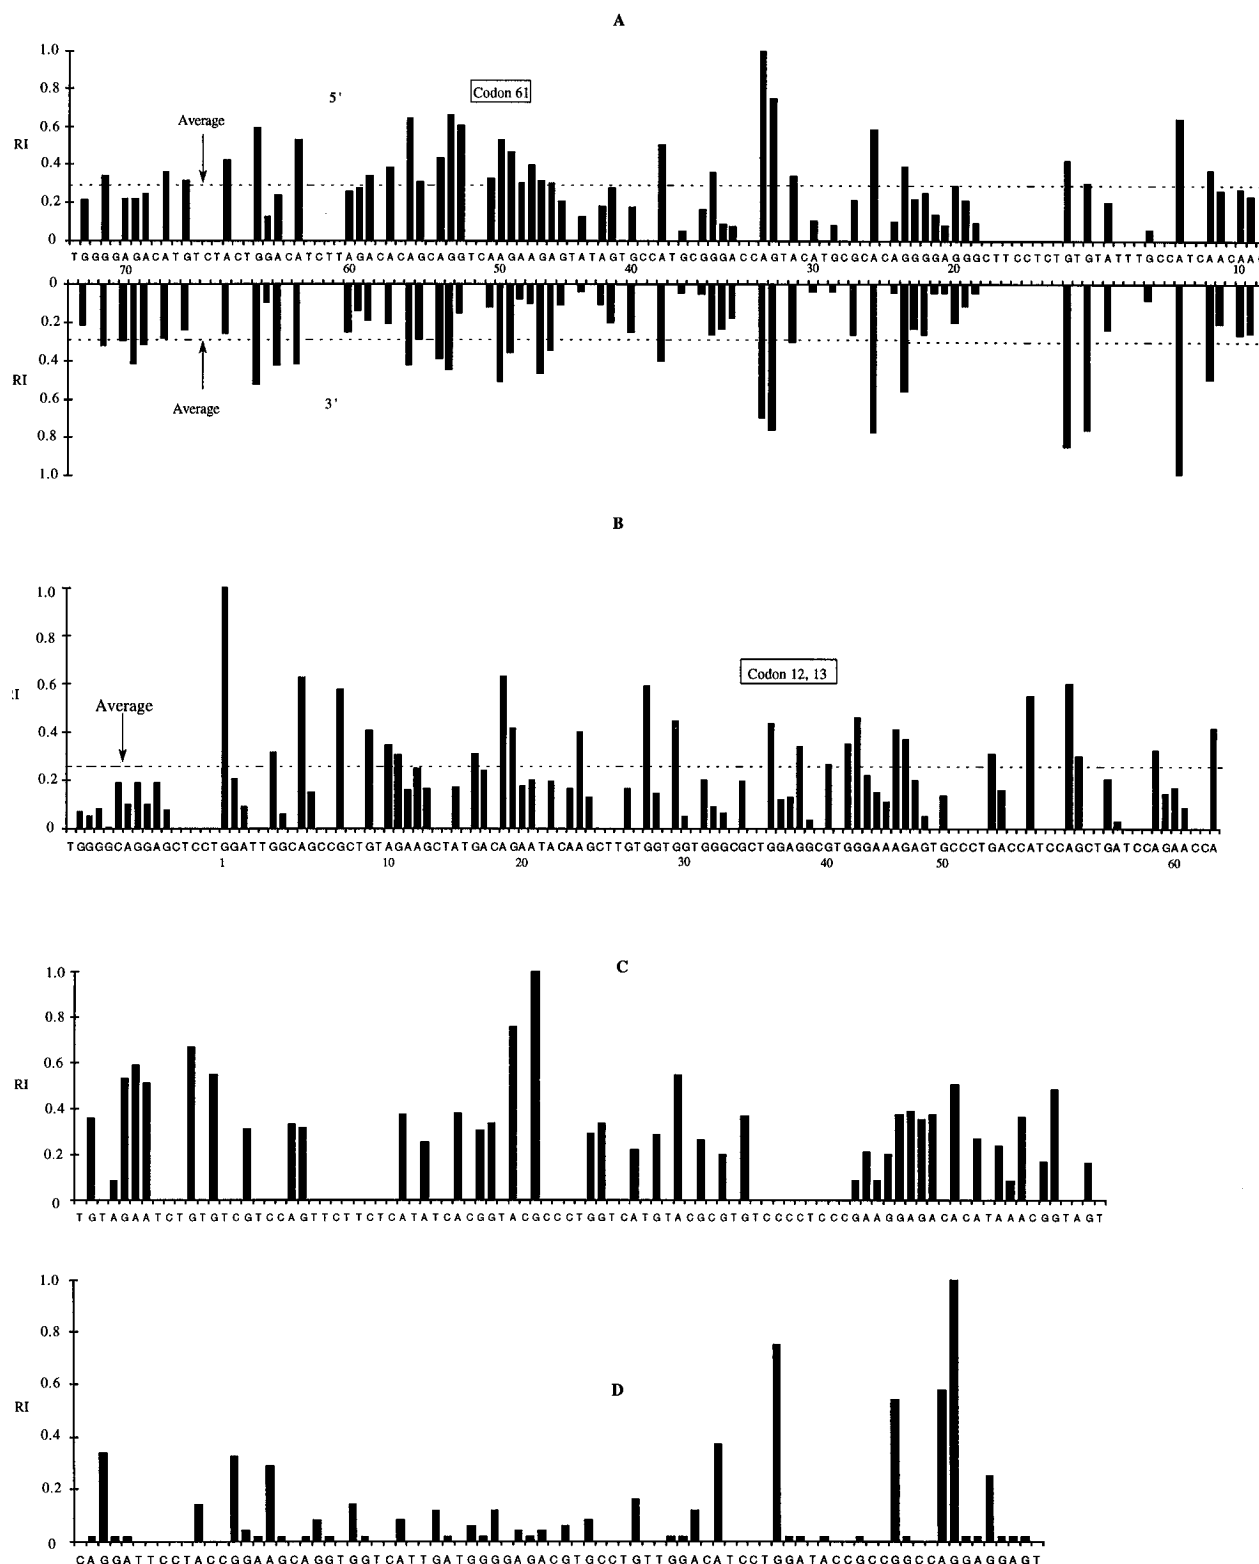 A
1.0
0.8
0.6
RI
0.4
0.2
0
Average
5'
Codon 61
TGGGGAGACATGTCTACTGGACATCTTAGACACAGCAGGTCAAGAAGAGTATAGTGCCATGCGGGACCAGTACATGCGCACAGGGGAGGGCTTCCTCTGTGTATTTGCCATCAACAA
70 60 50 40 30 20 10
0
0.2
0.4
RI
0.6
0.8
1.0
Average
3'
B
1.0
0.8
0.6
0.4
0.2
0
Average
Codon 12, 13
TGGGGCAGGAGCTCCTGGATTGGCAGCCGCTGTAGAAGCTATGACAGAATACAAGCTTGTGGTGGTGGGCGCTGGAGGCGTGGGAAAGAGTGCCCTGACCATCCAGCTGATCCAGAACCA
1 10 20 30 40 50 60
C
1.0
0.8
0.6
RI
0.4
0.2
0
TGTAGAATCTGTGTCGTCCAGTTCTTCTCATATCACGGTACGCCCTGGTCATGTACGCGTGTCCCCTCCCGAAGGAGACACATAAACGGTAGT
D
1.0
0.8
0.6
RI
0.4
0.2
0
CAGGATTCCTACCGGAAGCAGGTGGTCATTGATGGGGAGACGTGCCTGTTGGACATCCTGGATACCGCCGGCCAGGAGGAGT